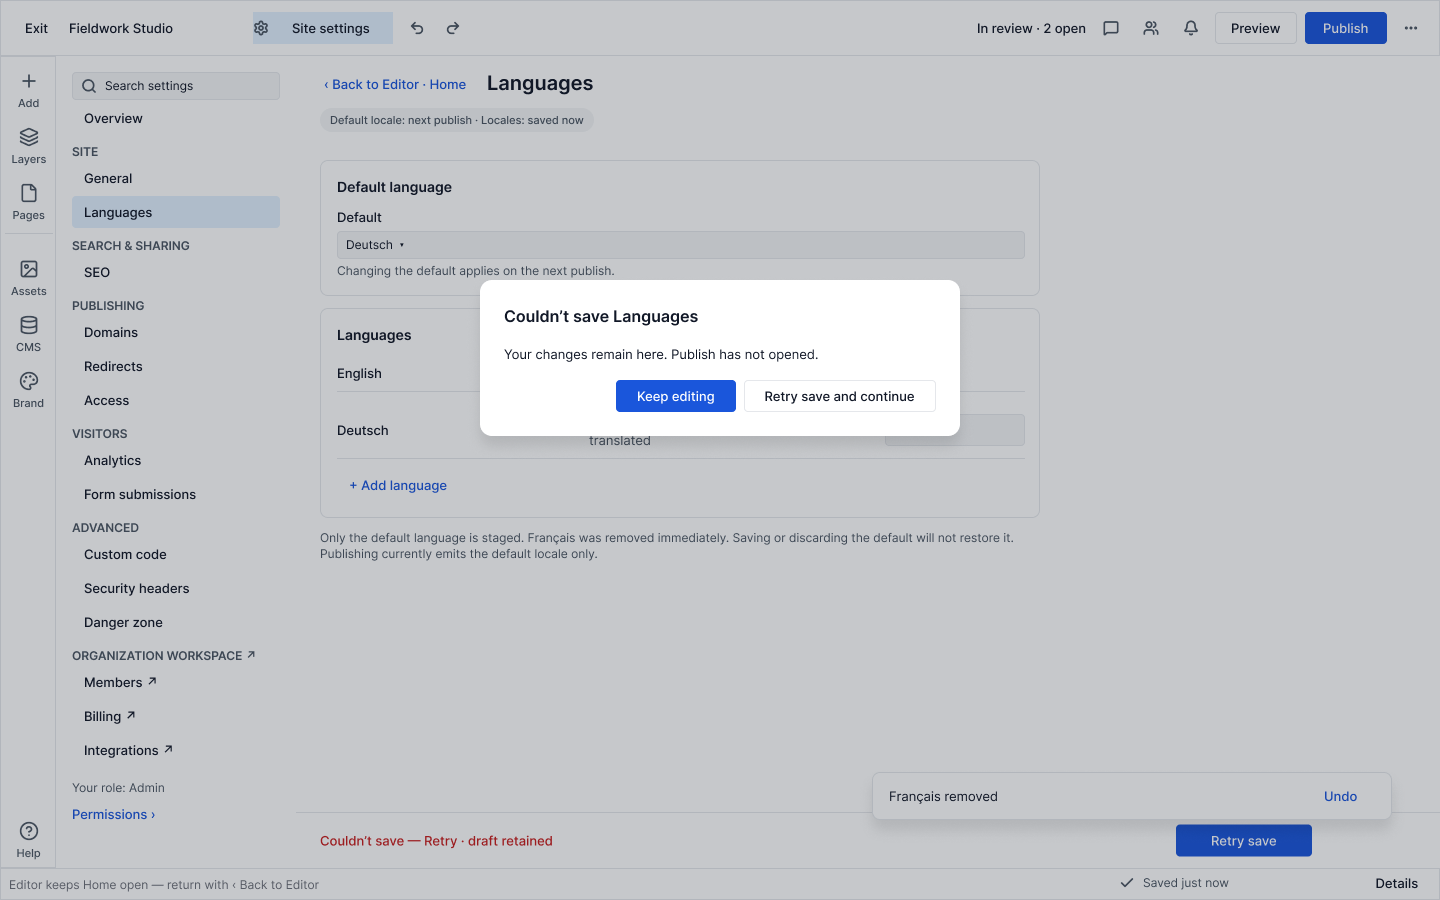 Exit
Fieldwork Studio
Site settings
In review · 2 open
Preview
Publish
Add
Layers
Pages
Assets
CMS
Brand
Help
Search settings
Overview
SITE
General
Languages
SEARCH & SHARING
SEO
PUBLISHING
Domains
Redirects
Access
VISITORS
Analytics
Form submissions
ADVANCED
Custom code
Security headers
Danger zone
ORGANIZATION WORKSPACE ↗
Members ↗
Billing ↗
Integrations ↗
Your role: Admin
Permissions ›
‹ Back to Editor · Home
Languages
Default locale: next publish · Locales: saved now
Default language
Default
Deutsch ▾
Changing the default applies on the next publish.
Languages
English
Deutsch
translated
+ Add language
Only the default language is staged. Français was removed immediately. Saving or discarding the default will not restore it.
Publishing currently emits the default locale only.
Couldn’t save Languages
Your changes remain here. Publish has not opened.
Keep editing
Retry save and continue
Français removed
Undo
Couldn’t save — Retry · draft retained
Retry save
Editor keeps Home open — return with ‹ Back to Editor
Saved just now
Details